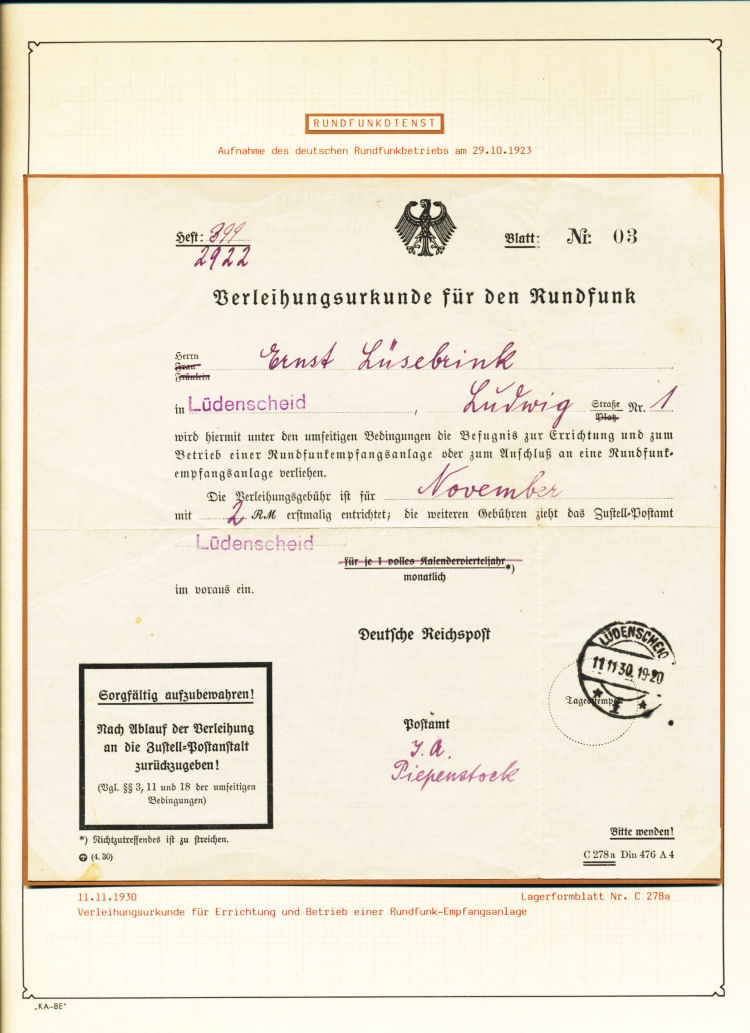 RUNDFUNKDIENST
Aufnahme des deutschen Rundfunkbetriebs am 29.10.1923
Heft: 399
2922
Blatt: Nr. 03
Verleihungsurkunde für den Rundfunk
Herrn
Frau
Fräulein
Ernst Lüsebrink
in Lüdenscheid, Ludwig Straße Nr. 1
Platz
wird hiermit unter den umseitigen Bedingungen die Befugnis zur Errichtung und zum
Betrieb einer Rundfunkempfangsanlage oder zum Anschluß an eine Rundfunk-
empfangsanlage verliehen.
Die Verleihungsgebühr ist für November
mit 2 RM erstmalig entrichtet; die weiteren Gebühren zieht das Zustell-Postamt
Lüdenscheid
für je 1 volles Kalendervierteljahr *)
monatlich
im voraus ein.
Deutsche Reichspost
LÜDENSCHEID
11 11 30. 19-20
* 1 *
Tagesstempel
Sorgfältig aufzubewahren!
Nach Ablauf der Verleihung
an die Zustell-Postanstalt
zurückzugeben!
(Vgl. §§ 3, 11 und 18 der umseitigen
Bedingungen)
Postamt
J. A.
Piepenstock
*) Nichtzutreffendes ist zu streichen.
(4. 30)
Bitte wenden!
C 278a Din 476 A 4
11.11.1930
Lagerformblatt Nr. C 278a
Verleihungsurkunde für Errichtung und Betrieb einer Rundfunk-Empfangsanlage
„KA-BE“